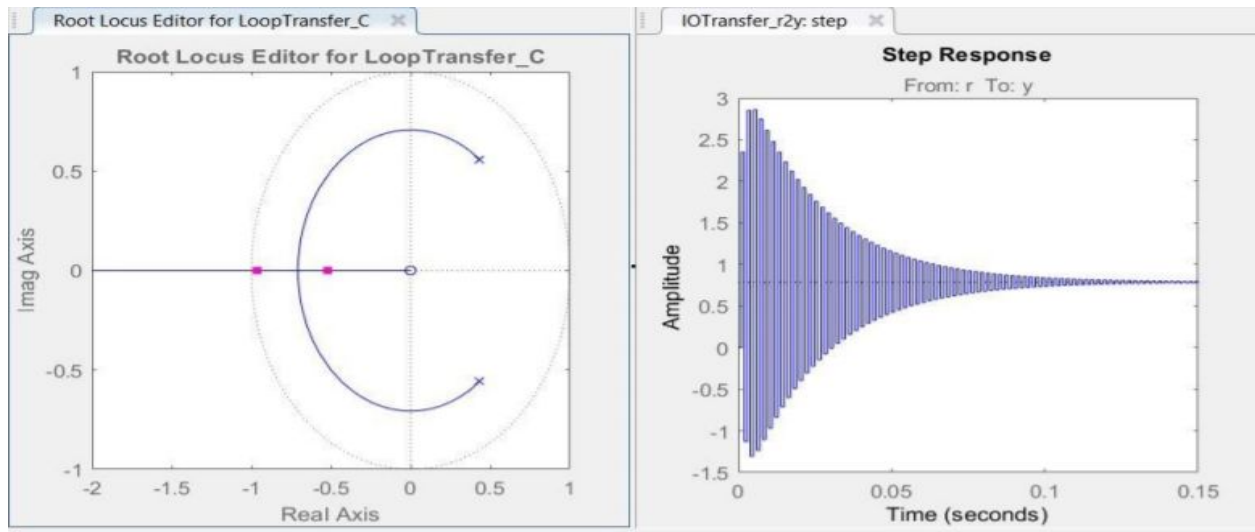 Root Locus Editor for LoopTransfer_C
Root Locus Editor for LoopTransfer_C
Imag Axis
1
0.5
0
-0.5
-1
-2
-1.5
-1
-0.5
0
0.5
1
Real Axis
IOTransfer_r2y: step
Step Response
From: r To: y
Amplitude
3
2.5
2
1.5
1
0.5
0
-0.5
-1
-1.5
0
0.05
0.1
0.15
Time (seconds)